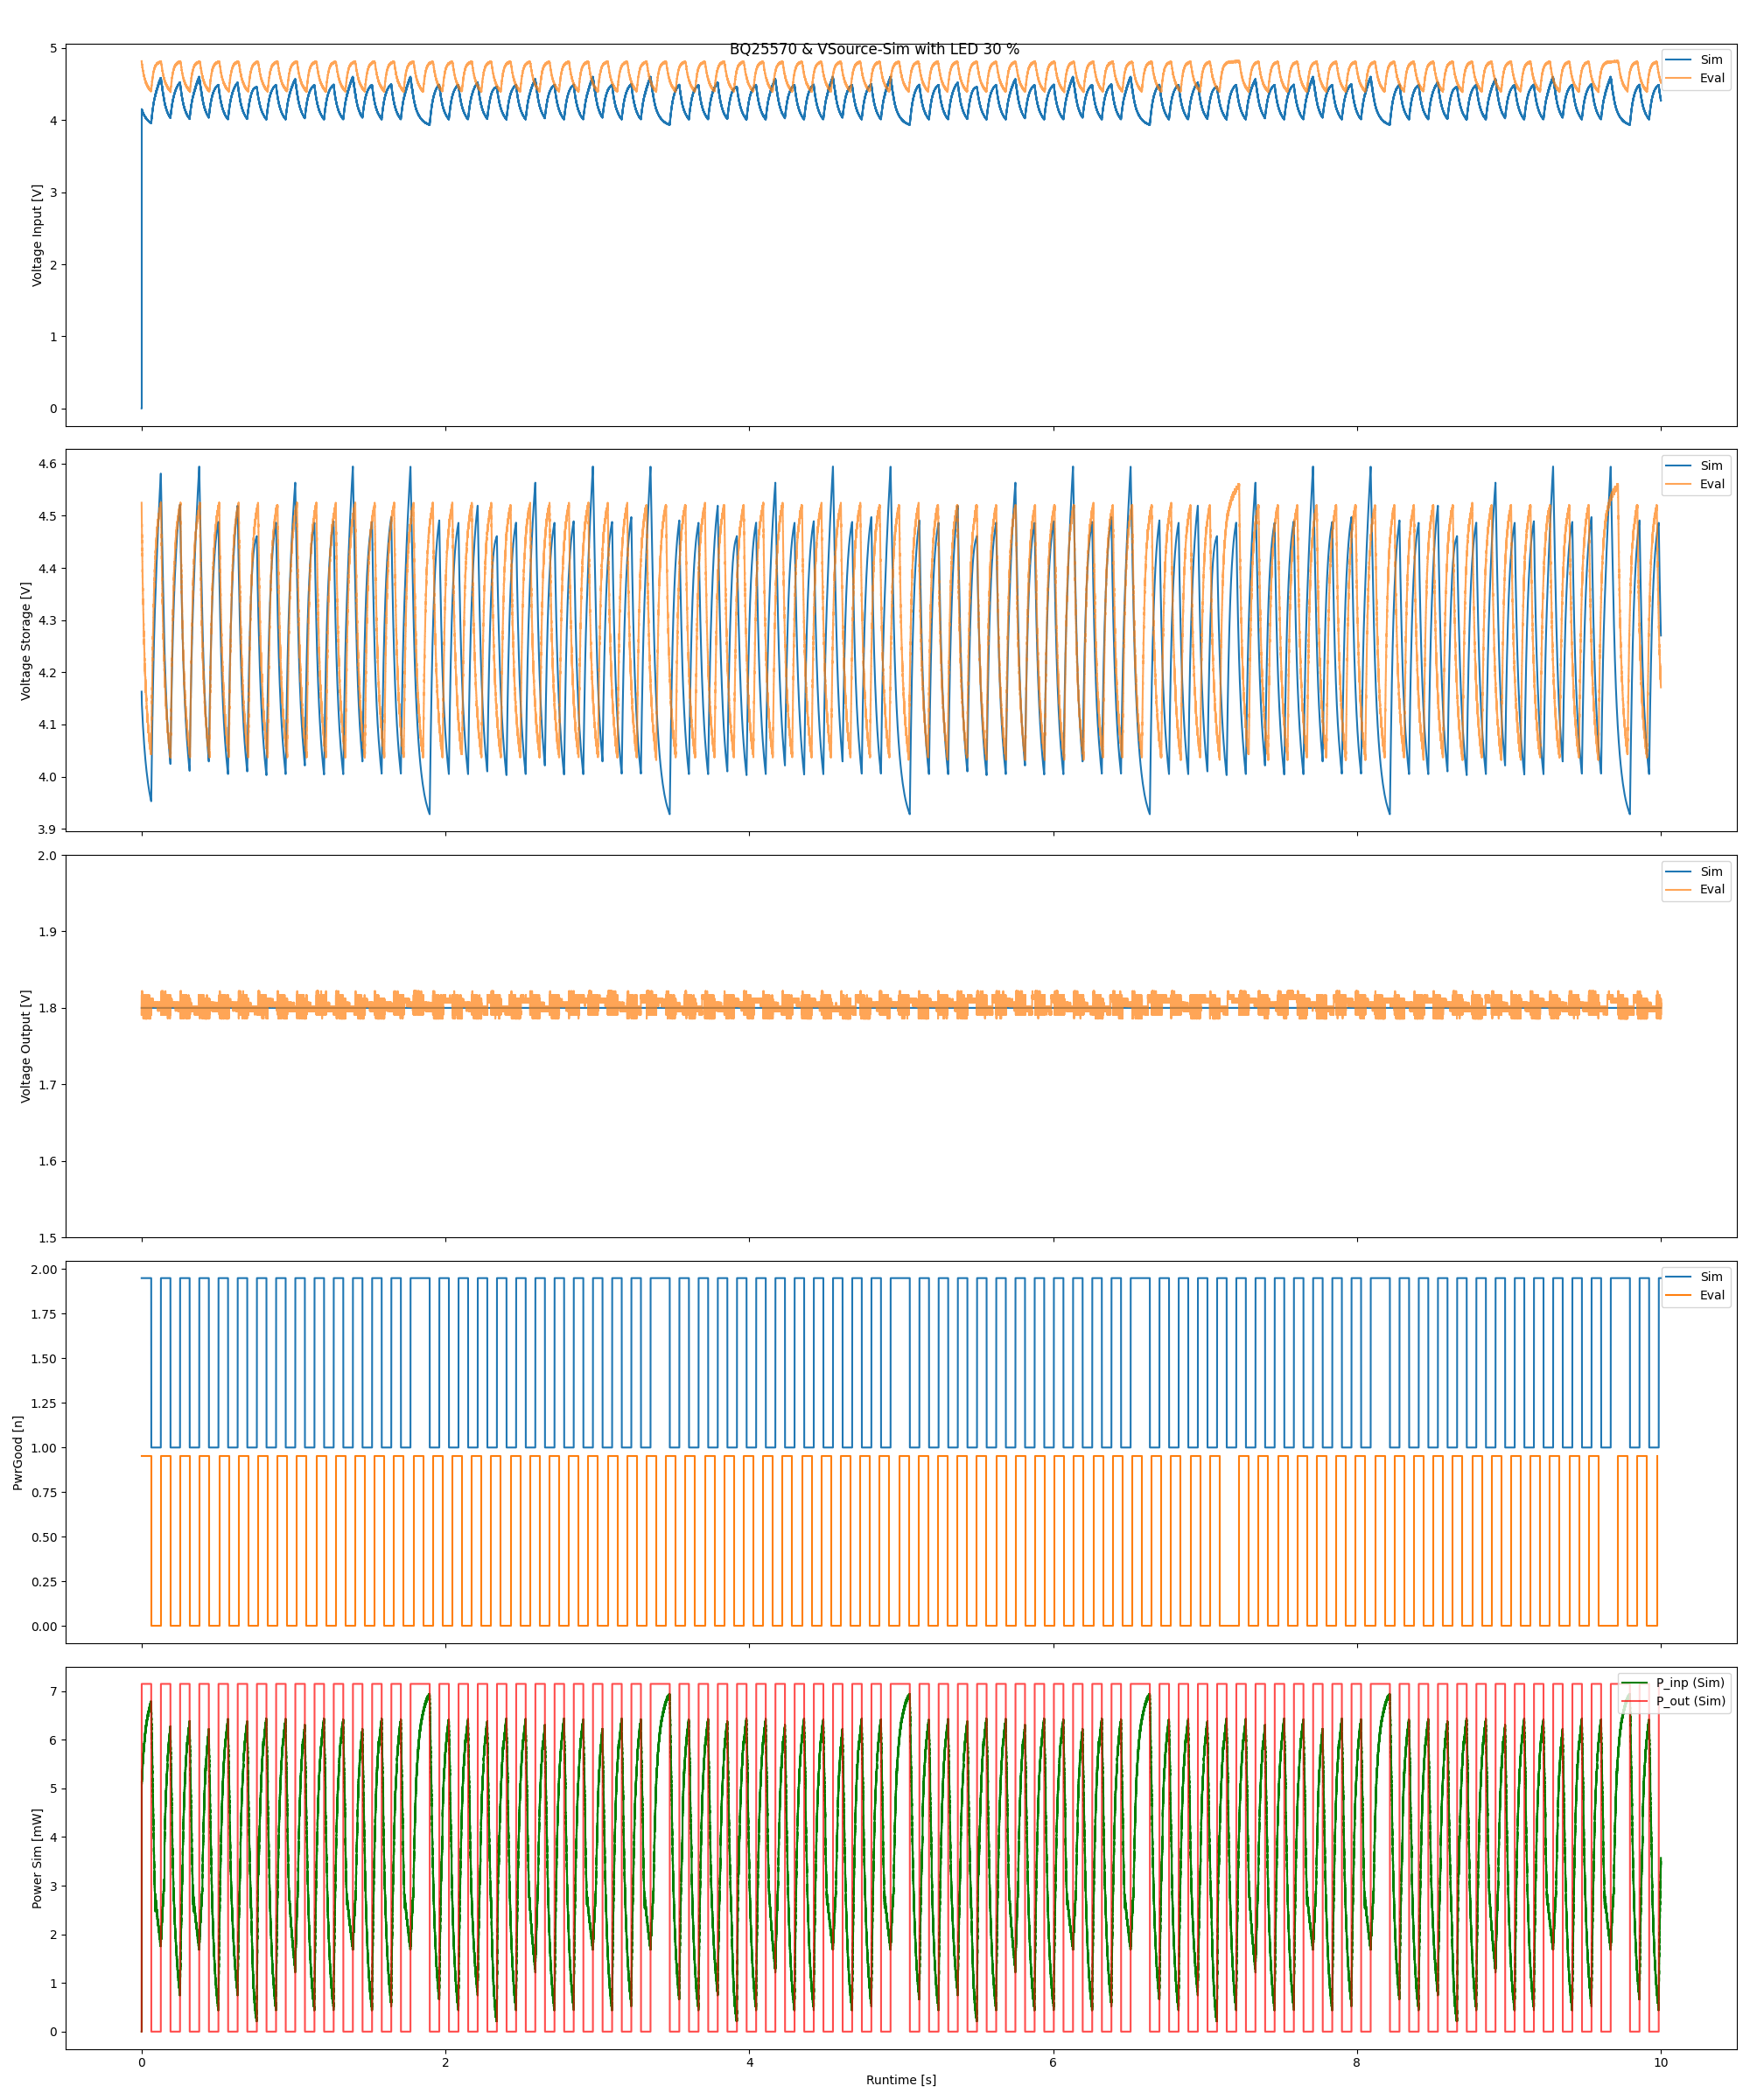 BQ25570 & VSource-Sim with LED 30 %
5
4
3
2
1
0
Voltage Input [V]
Sim
Eval
4.6
4.5
4.4
4.3
4.2
4.1
4.0
3.9
Voltage Storage [V]
Sim
Eval
2.0
1.9
1.8
1.7
1.6
1.5
Voltage Output [V]
Sim
Eval
2.00
1.75
1.50
1.25
1.00
0.75
0.50
0.25
0.00
PwrGood [n]
Sim
Eval
7
6
5
4
3
2
1
0
Power Sim [mW]
P_inp (Sim)
P_out (Sim)
0
2
4
6
8
10
Runtime [s]